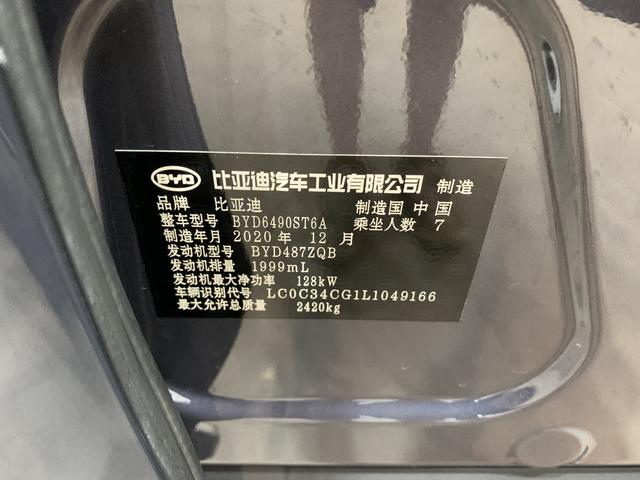 BYD 比亚迪汽车工业有限公司 制造
品牌 比亚迪 制造国 中国
整车型号 BYD6490ST6A 乘坐人数 7
制造年月 2020 年 12 月
发动机型号 BYD487ZQB
发动机排量 1999mL
发动机最大净功率 128kW
车辆识别代号 LC0C34CG1L1049166
最大允许总质量 2420kg